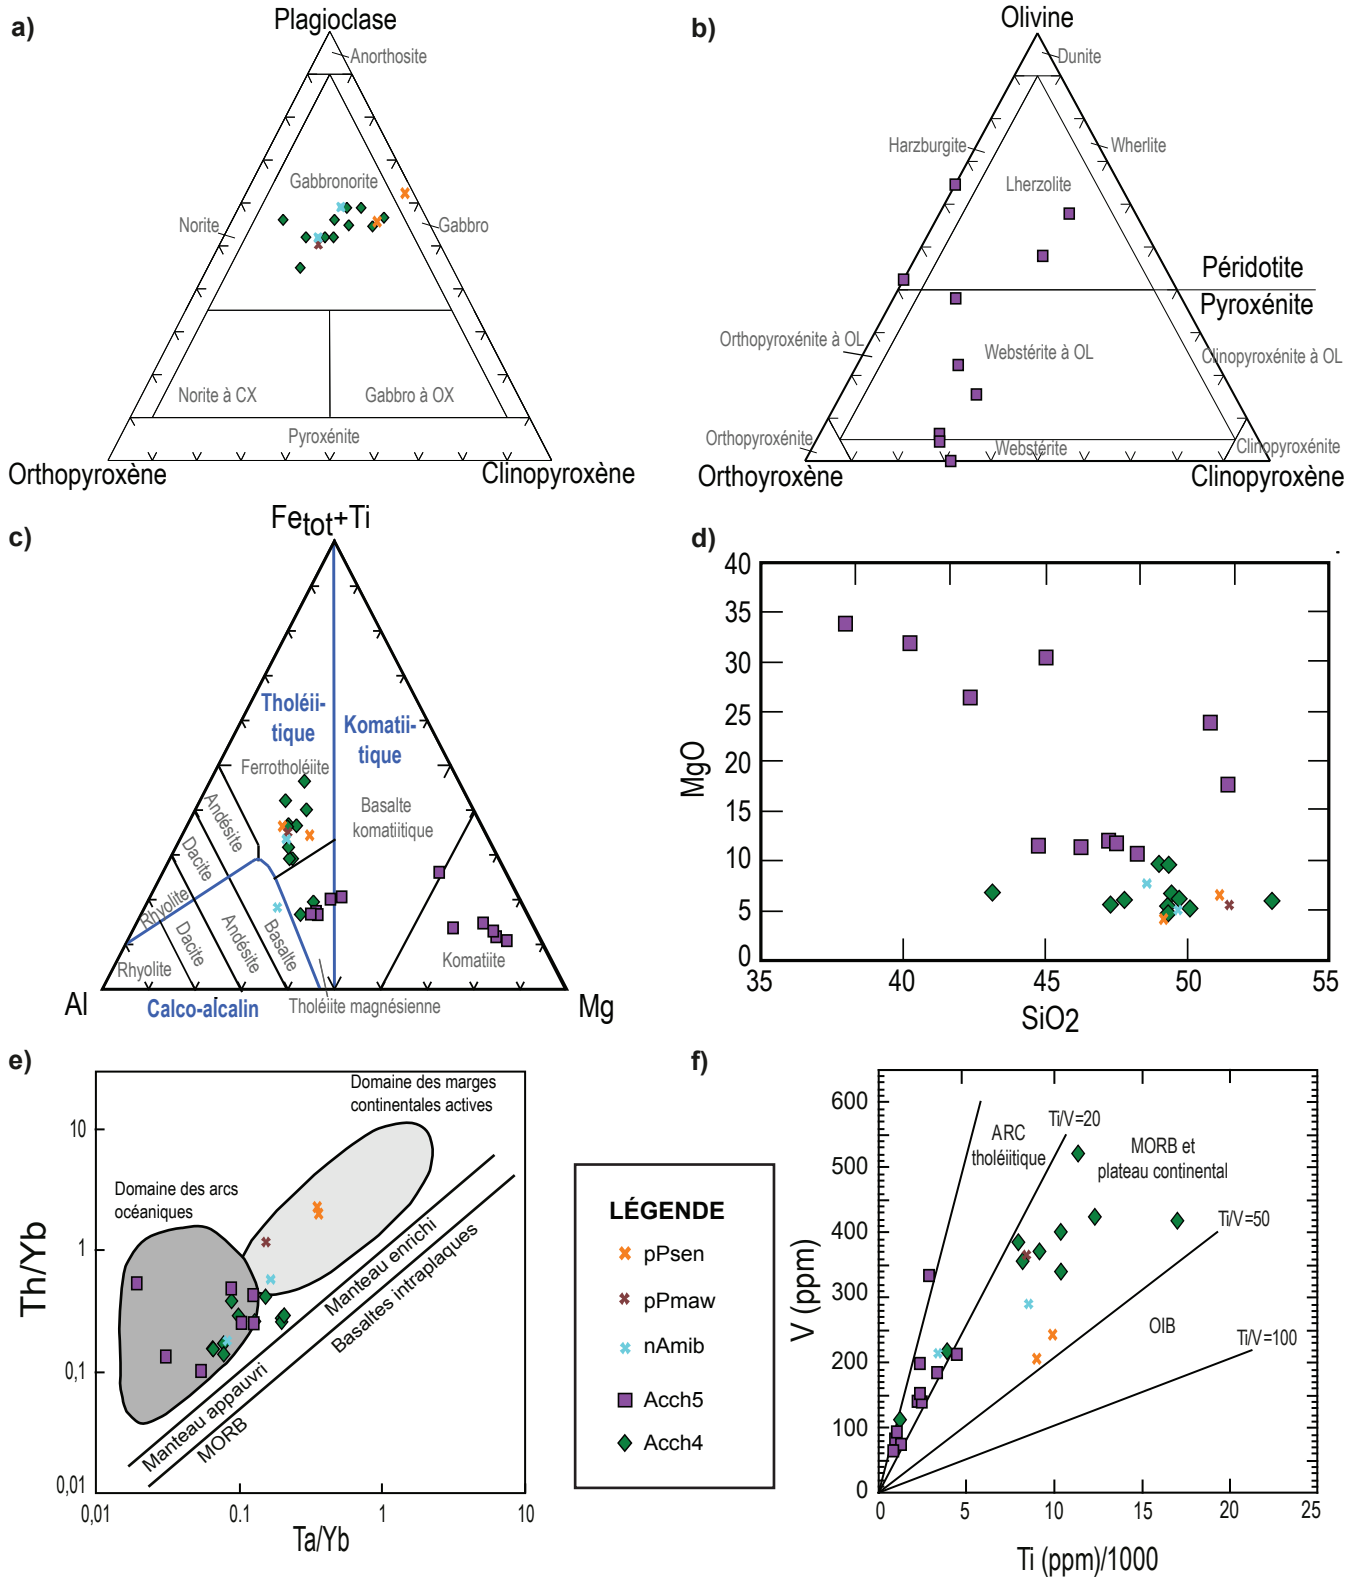 a)
Plagioclase
Anorthosite
Gabbronorite
Norite
Gabbro
Norite à CX
Gabbro à OX
Pyroxénite
Orthopyroxène
Clinopyroxène
b)
Olivine
Dunite
Harzburgite
Wherlite
Lherzolite
Péridotite
Pyroxénite
Orthopyroxénite à OL
Webstérite à OL
Clinopyroxénite à OL
Orthopyroxénite
Webstérite
Clinopyroxénite
Orthoyroxène
Clinopyroxène
c)
Fetot+Ti
Tholéii-
tique
Komatii-
tique
Ferrotholéiite
Basalte
komatiitique
Andésite
Dacite
Rhyolite
Rhyolite
Dacite
Andésite
Basalte
Komatiite
Al
Mg
Calco-alcalin
Tholéiite magnésienne
d)
40
35
30
25
20
15
10
5
0
MgO
35
40
45
50
55
SiO2
e)
Domaine des marges
continentales actives
Domaine des arcs
océaniques
Manteau enrichi
Basaltes intraplaques
Manteau appauvri
MORB
10
1
0.1
0,01
Th/Yb
0,01
0.1
1
10
Ta/Yb
LÉGENDE
pPsen
pPmaw
nAmib
Acch5
Acch4
f)
600
500
400
300
200
100
0
V (ppm)
ARC
tholéiitique
Ti/V=20
MORB et
plateau continental
Ti/V=50
OIB
Ti/V=100
0
5
10
15
20
25
Ti (ppm)/1000